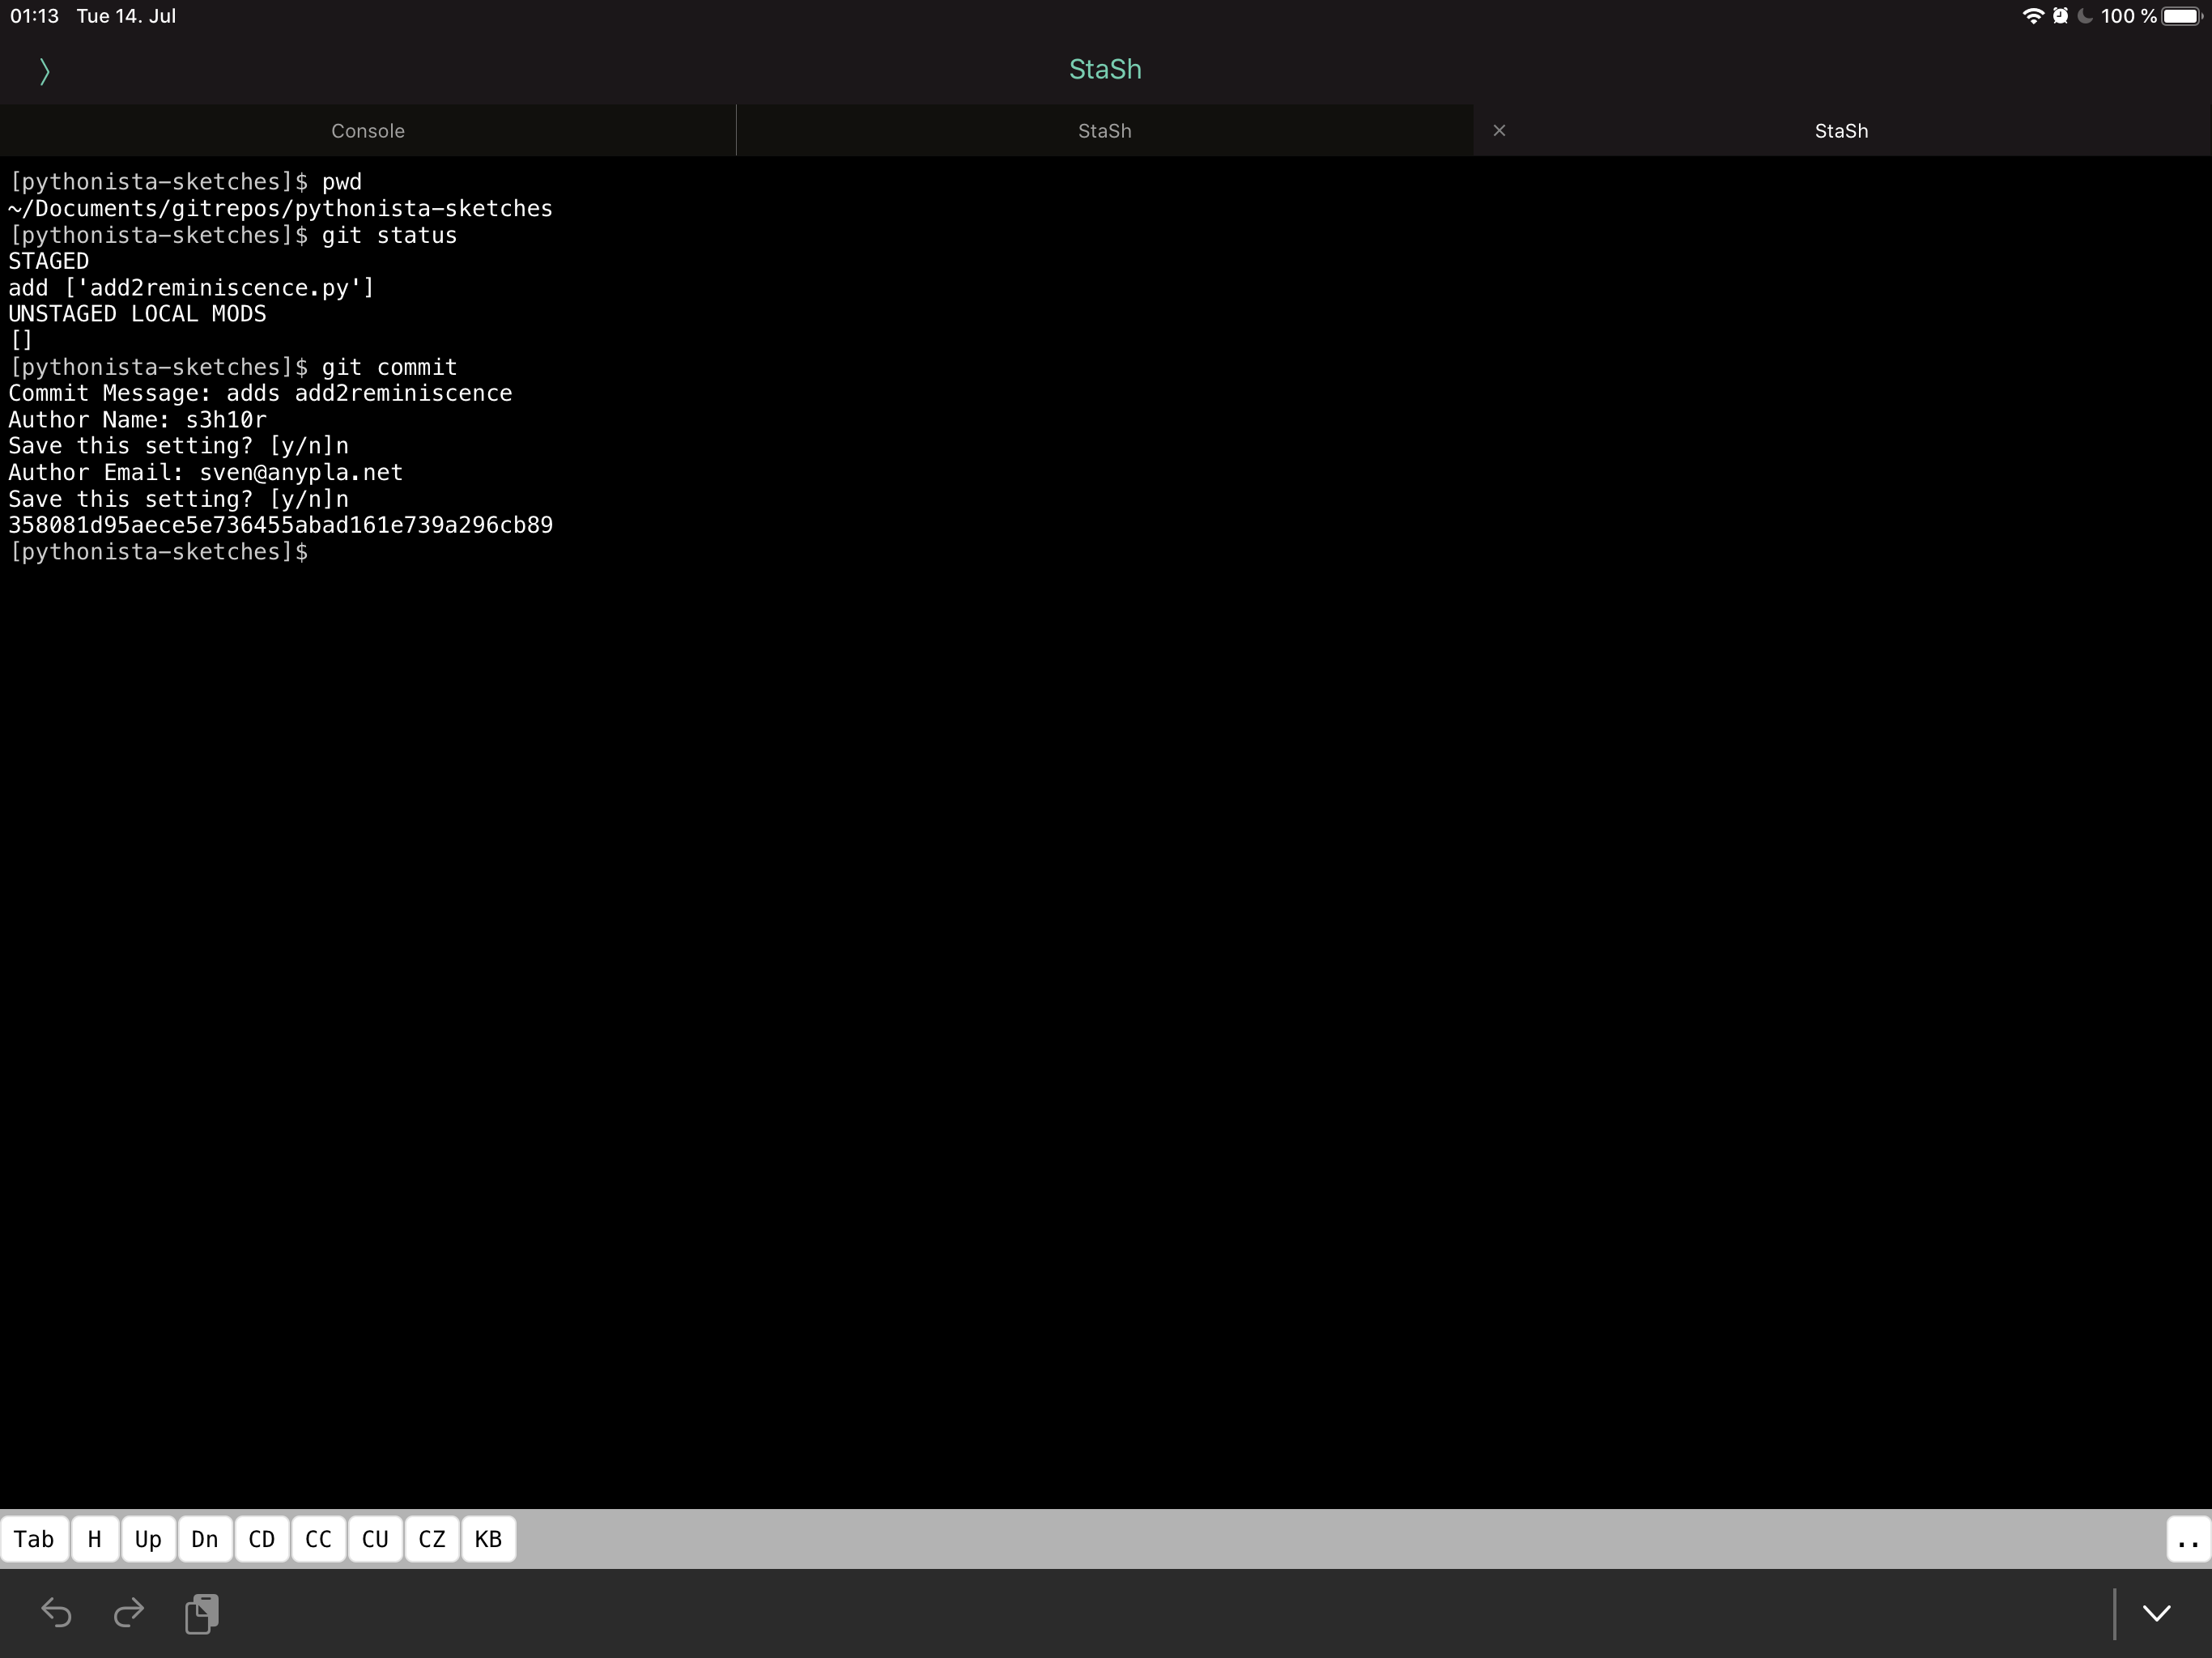 01:13 Tue 14. Jul 100 %
StaSh
Console StaSh × StaSh
[pythonista-sketches]$ pwd
~/Documents/gitrepos/pythonista-sketches
[pythonista-sketches]$ git status
STAGED
add ['add2reminiscence.py']
UNSTAGED LOCAL MODS
[]
[pythonista-sketches]$ git commit
Commit Message: adds add2reminiscence
Author Name: s3h10r
Save this setting? [y/n]n
Author Email: sven@anypla.net
Save this setting? [y/n]n
358081d95aece5e736455abad161e739a296cb89
[pythonista-sketches]$
Tab H Up Dn CD CC CU CZ KB ..